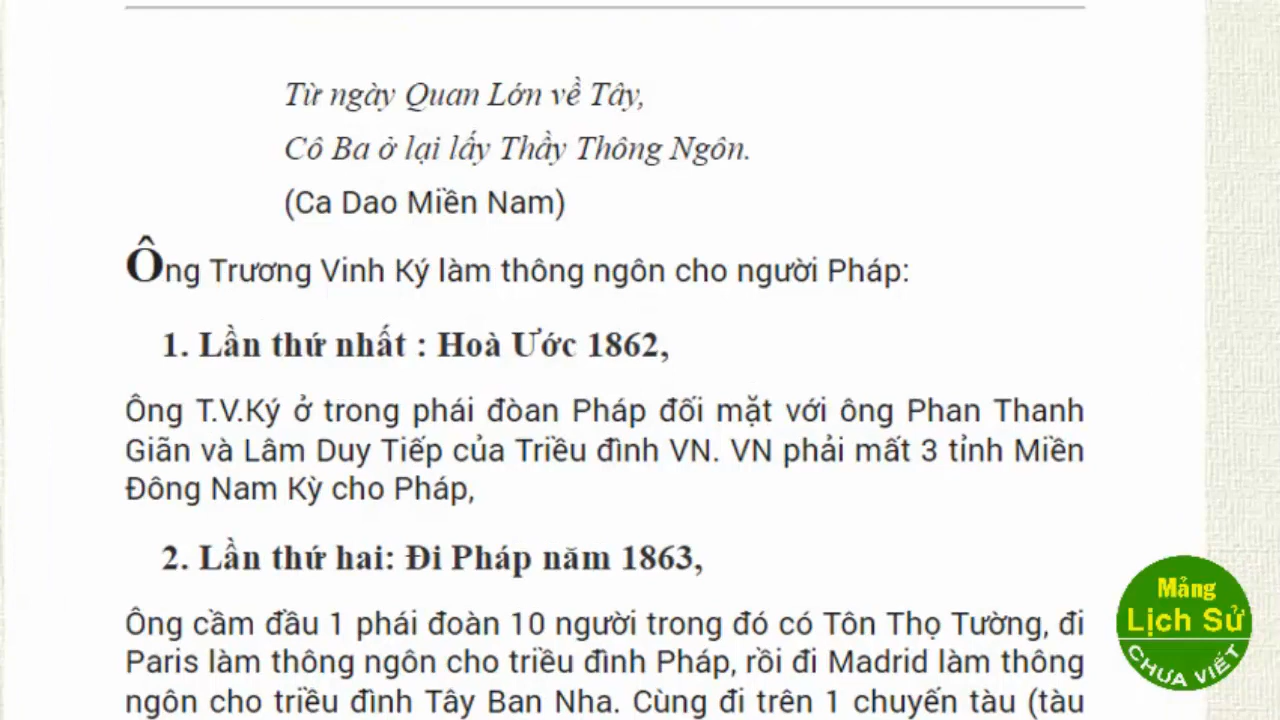 Từ ngày Quan Lớn về Tây,
Cô Ba ở lại lấy Thầy Thông Ngôn.
(Ca Dao Miền Nam)
Ông Trương Vinh Ký làm thông ngôn cho người Pháp:
1. Lần thứ nhất : Hoà Ước 1862,
Ông T.V.Ký ở trong phái đòan Pháp đối mặt với ông Phan Thanh
Giãn và Lâm Duy Tiếp của Triều đình VN. VN phải mất 3 tỉnh Miền
Đông Nam Kỳ cho Pháp,
2. Lần thứ hai: Đi Pháp năm 1863,
Ông cầm đầu 1 phái đoàn 10 người trong đó có Tôn Thọ Tường, đi
Paris làm thông ngôn cho triều đình Pháp, rồi đi Madrid làm thông
ngôn cho triều đình Tây Ban Nha. Cùng đi trên 1 chuyến tàu (tàu
Mảng
Lịch Sử
CHƯA VIẾT